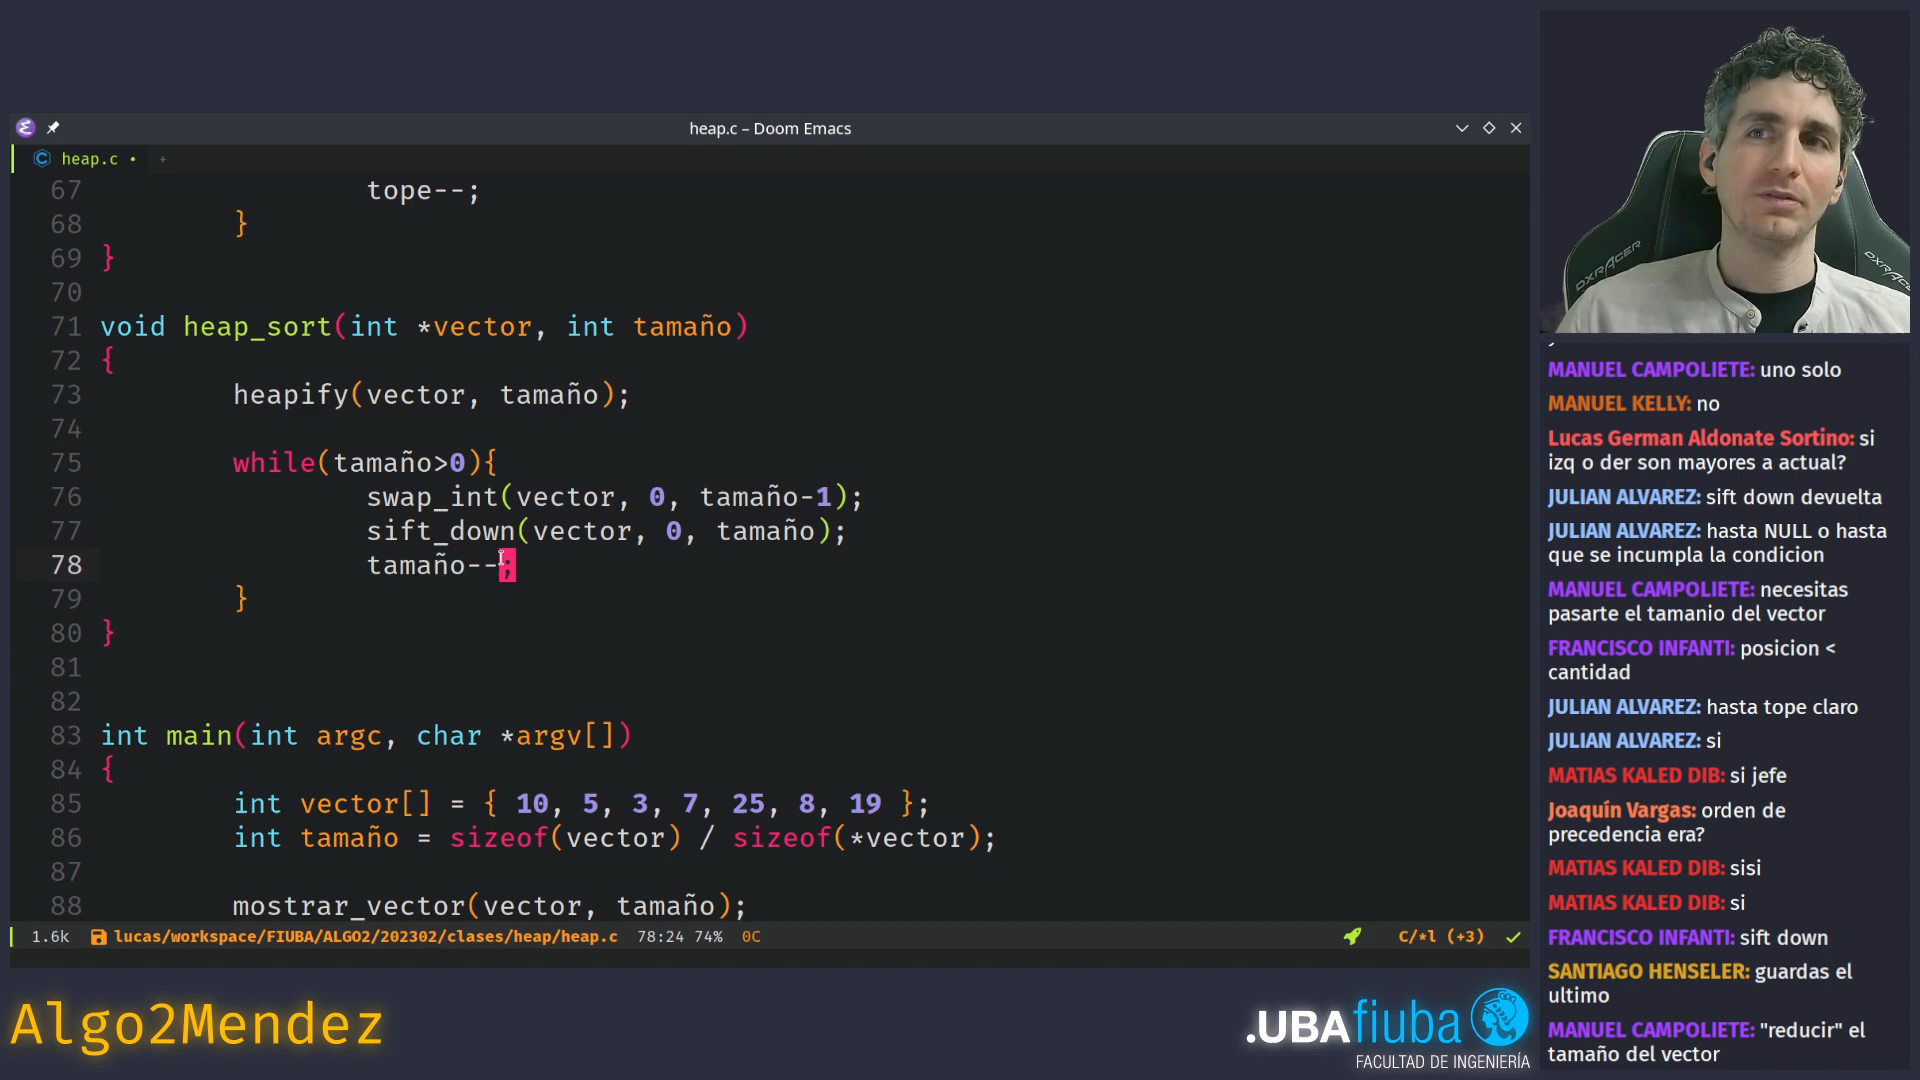 heap.c – Doom Emacs
heap.c • +
67 tope--;
68 }
69 }
70
71 void heap_sort(int *vector, int tamaño)
72 {
73 heapify(vector, tamaño);
74
75 while(tamaño>0){
76 swap_int(vector, 0, tamaño-1);
77 sift_down(vector, 0, tamaño);
78 tamaño--;
79 }
80 }
81
82
83 int main(int argc, char *argv[])
84 {
85 int vector[] = { 10, 5, 3, 7, 25, 8, 19 };
86 int tamaño = sizeof(vector) / sizeof(*vector);
87
88 mostrar_vector(vector, tamaño);
1.6k lucas/workspace/FIUBA/ALGO2/202302/clases/heap/heap.c 78:24 74% 0C C/*l (+3)
Algo2Mendez
.UBAfiuba
FACULTAD DE INGENIERÍA
DXRACER
DXRACER
MANUEL CAMPOLIETE: uno solo
MANUEL KELLY: no
Lucas German Aldonate Sortino: si
izq o der son mayores a actual?
JULIAN ALVAREZ: sift down devuelta
JULIAN ALVAREZ: hasta NULL o hasta
que se incumpla la condicion
MANUEL CAMPOLIETE: necesitas
pasarte el tamanio del vector
FRANCISCO INFANTI: posicion <
cantidad
JULIAN ALVAREZ: hasta tope claro
JULIAN ALVAREZ: si
MATIAS KALED DIB: si jefe
Joaquín Vargas: orden de
precedencia era?
MATIAS KALED DIB: sisi
MATIAS KALED DIB: si
FRANCISCO INFANTI: sift down
SANTIAGO HENSELER: guardas el
ultimo
MANUEL CAMPOLIETE: "reducir" el
tamaño del vector